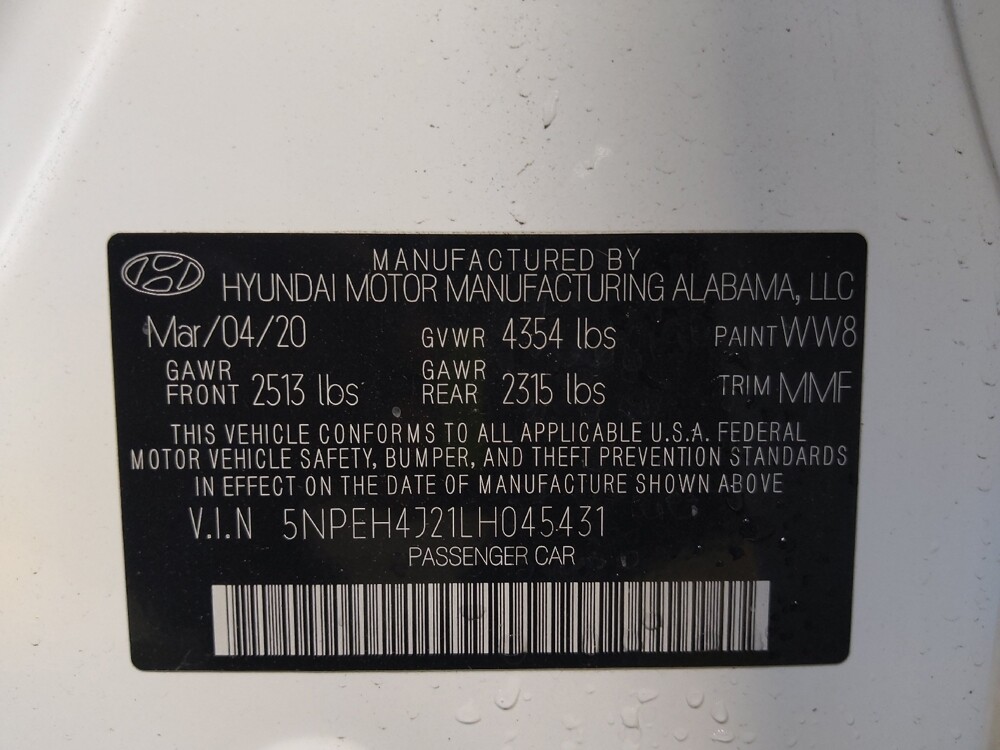 MANUFACTURED BY
HYUNDAI MOTOR MANUFACTURING ALABAMA, LLC
Mar/04/20 GVWR 4354 lbs PAINT WW8
GAWR FRONT 2513 lbs GAWR REAR 2315 lbs TRIM MMF
THIS VEHICLE CONFORMS TO ALL APPLICABLE U.S.A. FEDERAL
MOTOR VEHICLE SAFETY, BUMPER, AND THEFT PREVENTION STANDARDS
IN EFFECT ON THE DATE OF MANUFACTURE SHOWN ABOVE
V.I.N 5NPEH4J21LH045431
PASSENGER CAR